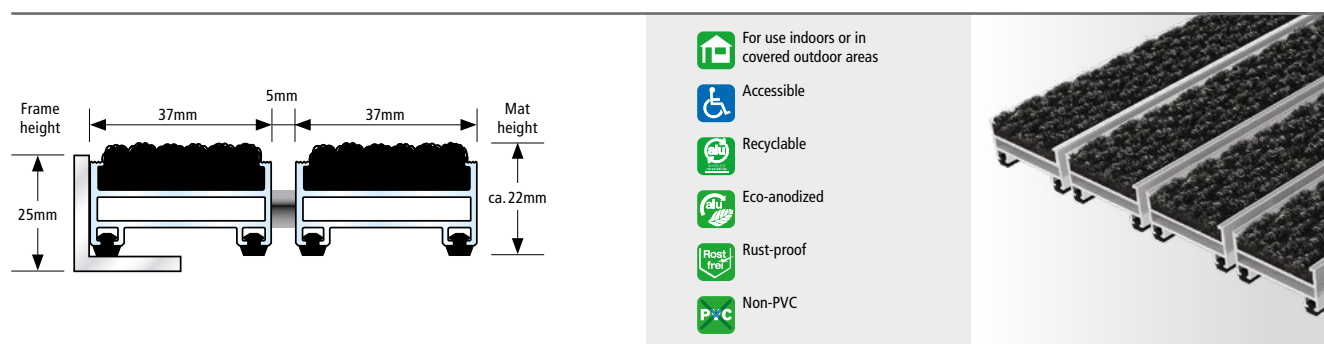 Frame
height
37mm
5mm
37mm
Mat
height
25mm
ca. 22mm
For use indoors or in
covered outdoor areas
Accessible
alu
Recyclable
alu
Eco-anodized
Rost
frei
Rust-proof
PVC
Non-PVC